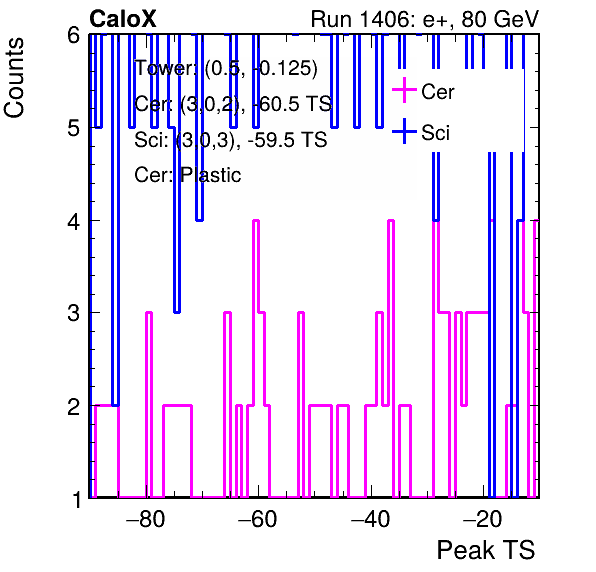 CaloX
Run 1406: e+, 80 GeV
Counts
6
5
4
3
2
1
Tower: (0.5, -0.125)
Cer: (3,0,2), -60.5 TS
Sci: (3,0,3), -59.5 TS
Cer: Plastic
Cer
Sci
−80
−60
−40
−20
Peak TS